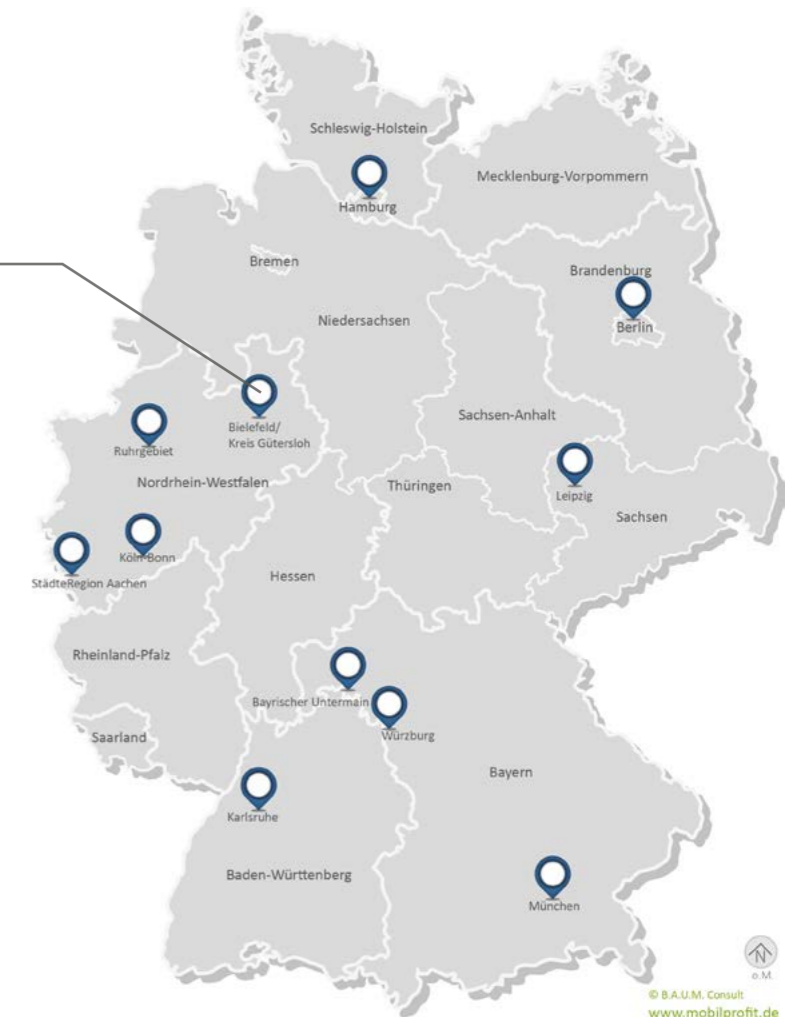 Schleswig-Holstein
Mecklenburg-Vorpommern
Hamburg
Bremen
Brandenburg
Niedersachsen
Berlin
Sachsen-Anhalt
Bielefeld/
Kreis Gütersloh
Ruhrgebiet
Nordrhein-Westfalen
Thüringen
Leipzig
Sachsen
Köln-Bonn
StädteRegion Aachen
Hessen
Rheinland-Pfalz
Bayrischer Untermain
Würzburg
Saarland
Bayern
Karlsruhe
Baden-Württenberg
München
N
o.M.
© B.A.U.M. Consult
www.mobilprofit.de